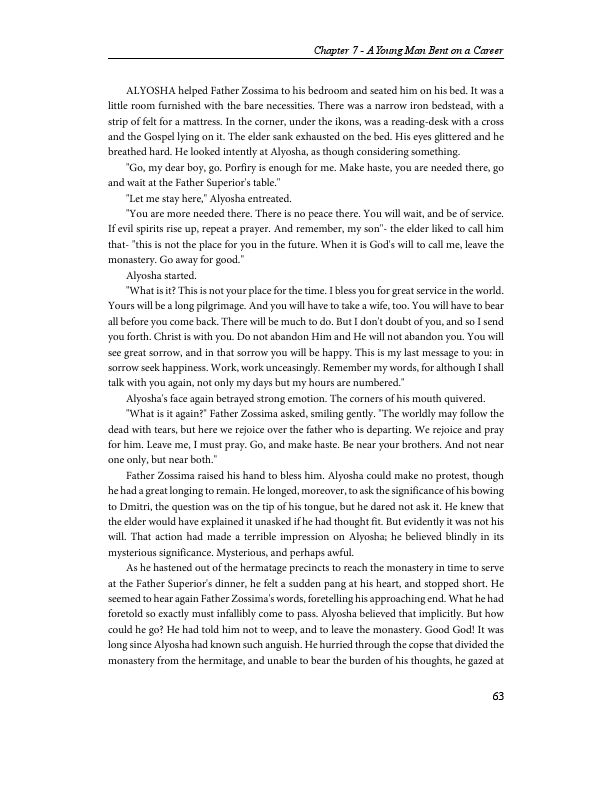 Chapter 7 - A Young Man Bent on a Career
ALYOSHA helped Father Zossima to his bedroom and seated him on his bed. It was a
little room furnished with the bare necessities. There was a narrow iron bedstead, with a
strip of felt for a mattress. In the corner, under the ikons, was a reading-desk with a cross
and the Gospel lying on it. The elder sank exhausted on the bed. His eyes glittered and he
breathed hard. He looked intently at Alyosha, as though considering something.
"Go, my dear boy, go. Porfiry is enough for me. Make haste, you are needed there, go
and wait at the Father Superior's table."
"Let me stay here," Alyosha entreated.
"You are more needed there. There is no peace there. You will wait, and be of service.
If evil spirits rise up, repeat a prayer. And remember, my son"- the elder liked to call him
that- "this is not the place for you in the future. When it is God's will to call me, leave the
monastery. Go away for good."
Alyosha started.
"What is it? This is not your place for the time. I bless you for great service in the world.
Yours will be a long pilgrimage. And you will have to take a wife, too. You will have to bear
all before you come back. There will be much to do. But I don't doubt of you, and so I send
you forth. Christ is with you. Do not abandon Him and He will not abandon you. You will
see great sorrow, and in that sorrow you will be happy. This is my last message to you: in
sorrow seek happiness. Work, work unceasingly. Remember my words, for although I shall
talk with you again, not only my days but my hours are numbered."
Alyosha's face again betrayed strong emotion. The corners of his mouth quivered.
"What is it again?" Father Zossima asked, smiling gently. "The worldly may follow the
dead with tears, but here we rejoice over the father who is departing. We rejoice and pray
for him. Leave me, I must pray. Go, and make haste. Be near your brothers. And not near
one only, but near both."
Father Zossima raised his hand to bless him. Alyosha could make no protest, though
he had a great longing to remain. He longed, moreover, to ask the significance of his bowing
to Dmitri, the question was on the tip of his tongue, but he dared not ask it. He knew that
the elder would have explained it unasked if he had thought fit. But evidently it was not his
will. That action had made a terrible impression on Alyosha; he believed blindly in its
mysterious significance. Mysterious, and perhaps awful.
As he hastened out of the hermatage precincts to reach the monastery in time to serve
at the Father Superior's dinner, he felt a sudden pang at his heart, and stopped short. He
seemed to hear again Father Zossima's words, foretelling his approaching end. What he had
foretold so exactly must infallibly come to pass. Alyosha believed that implicitly. But how
could he go? He had told him not to weep, and to leave the monastery. Good God! It was
long since Alyosha had known such anguish. He hurried through the copse that divided the
monastery from the hermitage, and unable to bear the burden of his thoughts, he gazed at
63